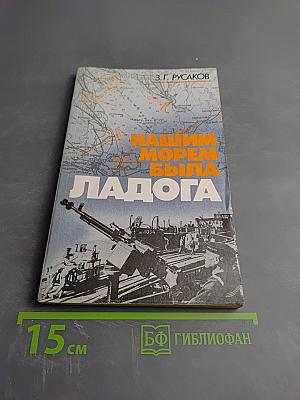 З. Г. РУСАКОВ
НАШИМ
МОРЕМ
БЫЛА
ЛАДОГА
15 см
БФ ГИБЛИОФАН